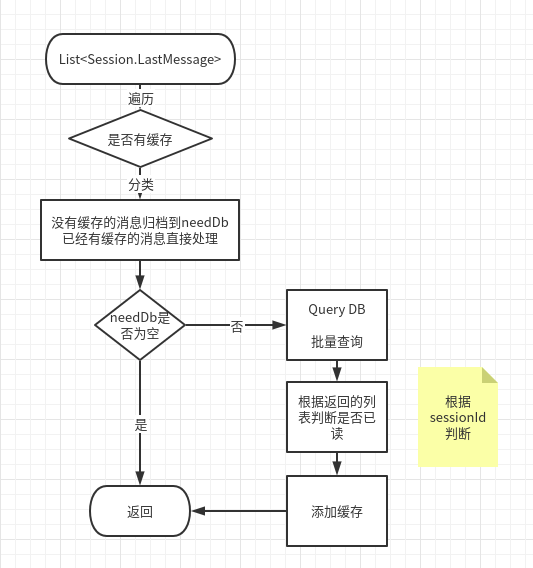 List<Session.LastMessage>
遍历
是否有缓存
分类
没有缓存的消息归档到needDb
已经有缓存的消息直接处理
needDb是
否为空
否
Query DB
批量查询
根据返回的列
表判断是否已
读
根据
sessionId
判断
是
返回
添加缓存